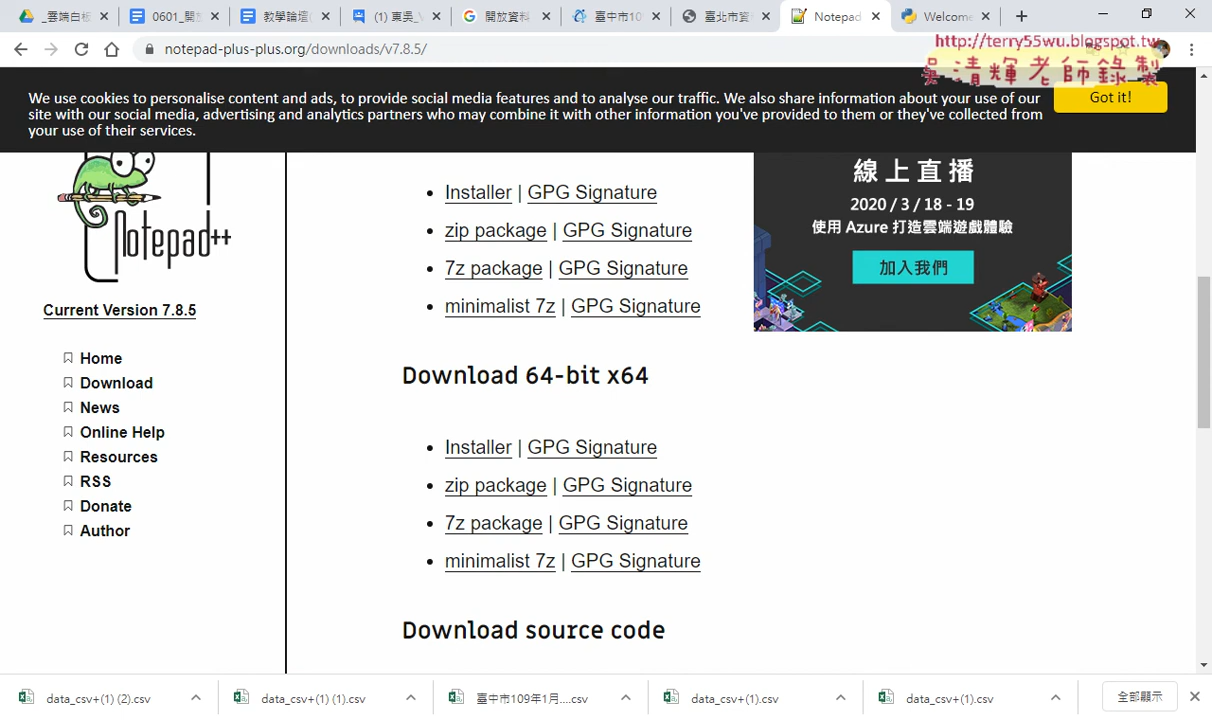 _雲端白板
0601_開放
教學論壇(
(1) 東吳_V
開放資料
臺中市10
臺北市資
Notepad
Welcome
notepad-plus-plus.org/downloads/v7.8.5/
http://terry55wu.blogspot.tw
吳清輝老師錄製
We use cookies to personalise content and ads, to provide social media features and to analyse our traffic. We also share information about your use of our
site with our social media, advertising and analytics partners who may combine it with other information you've provided to them or they've collected from
your use of their services.
Got it!
Notepad++
Current Version 7.8.5
Home
Download
News
Online Help
Resources
RSS
Donate
Author
Installer | GPG Signature
zip package | GPG Signature
7z package | GPG Signature
minimalist 7z | GPG Signature
線上直播
2020 / 3 / 18 - 19
使用 Azure 打造雲端遊戲體驗
加入我們
Download 64-bit x64
Installer | GPG Signature
zip package | GPG Signature
7z package | GPG Signature
minimalist 7z | GPG Signature
Download source code
data_csv+(1) (2).csv
data_csv+(1) (1).csv
臺中市109年1月....csv
data_csv+(1).csv
data_csv+(1).csv
全部顯示